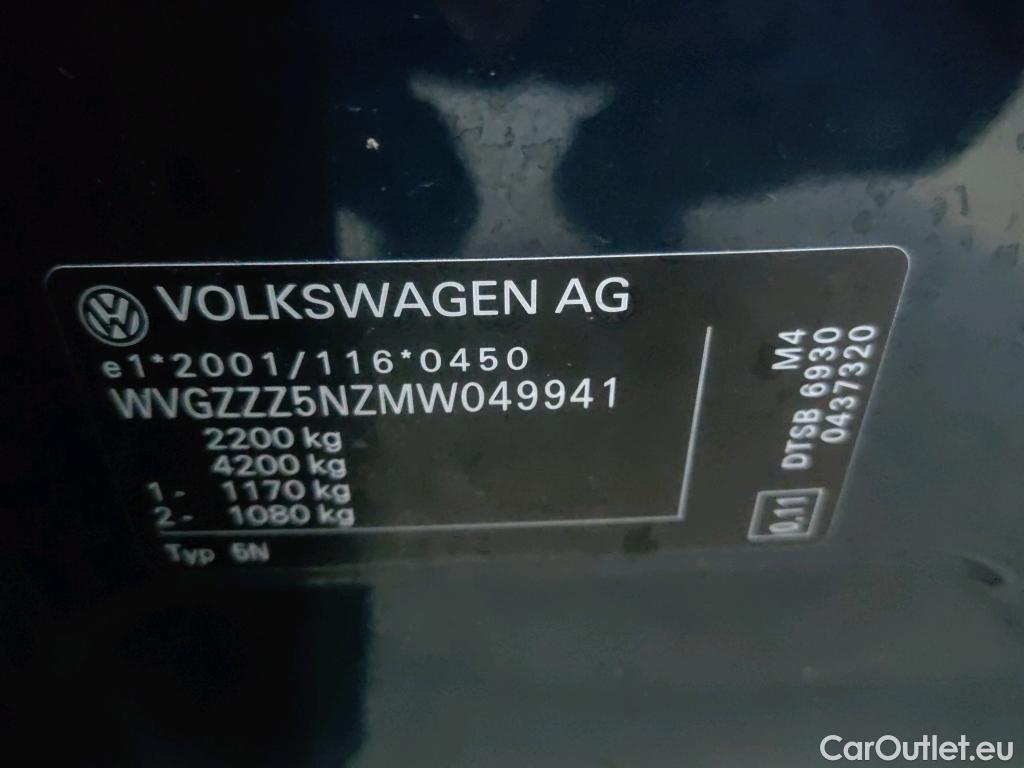 VOLKSWAGEN AG
e1*2001/116*0450
WVGZZZ5NZMW049941
2200 kg
4200 kg
1- 1170 kg
2- 1080 kg
Typ 5N
M4
DTSB 6930
0437320
0.11
CarOutlet.eu